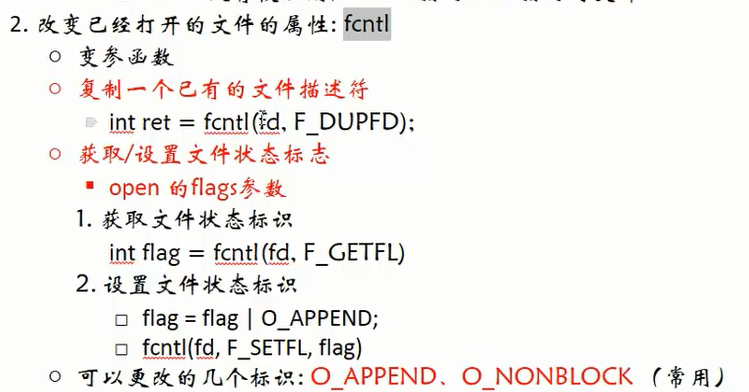 2. 改变已经打开的文件的属性: fcntl
变参函数
复制一个已有的文件描述符
int ret = fcntl(fd, F_DUPFD);
获取/设置文件状态标志
open 的flags参数
1. 获取文件状态标识
int flag = fcntl(fd, F_GETFL)
2. 设置文件状态标识
flag = flag | O_APPEND;
fcntl(fd, F_SETFL, flag)
可以更改的几个标识: O_APPEND、O_NONBLOCK (常用)